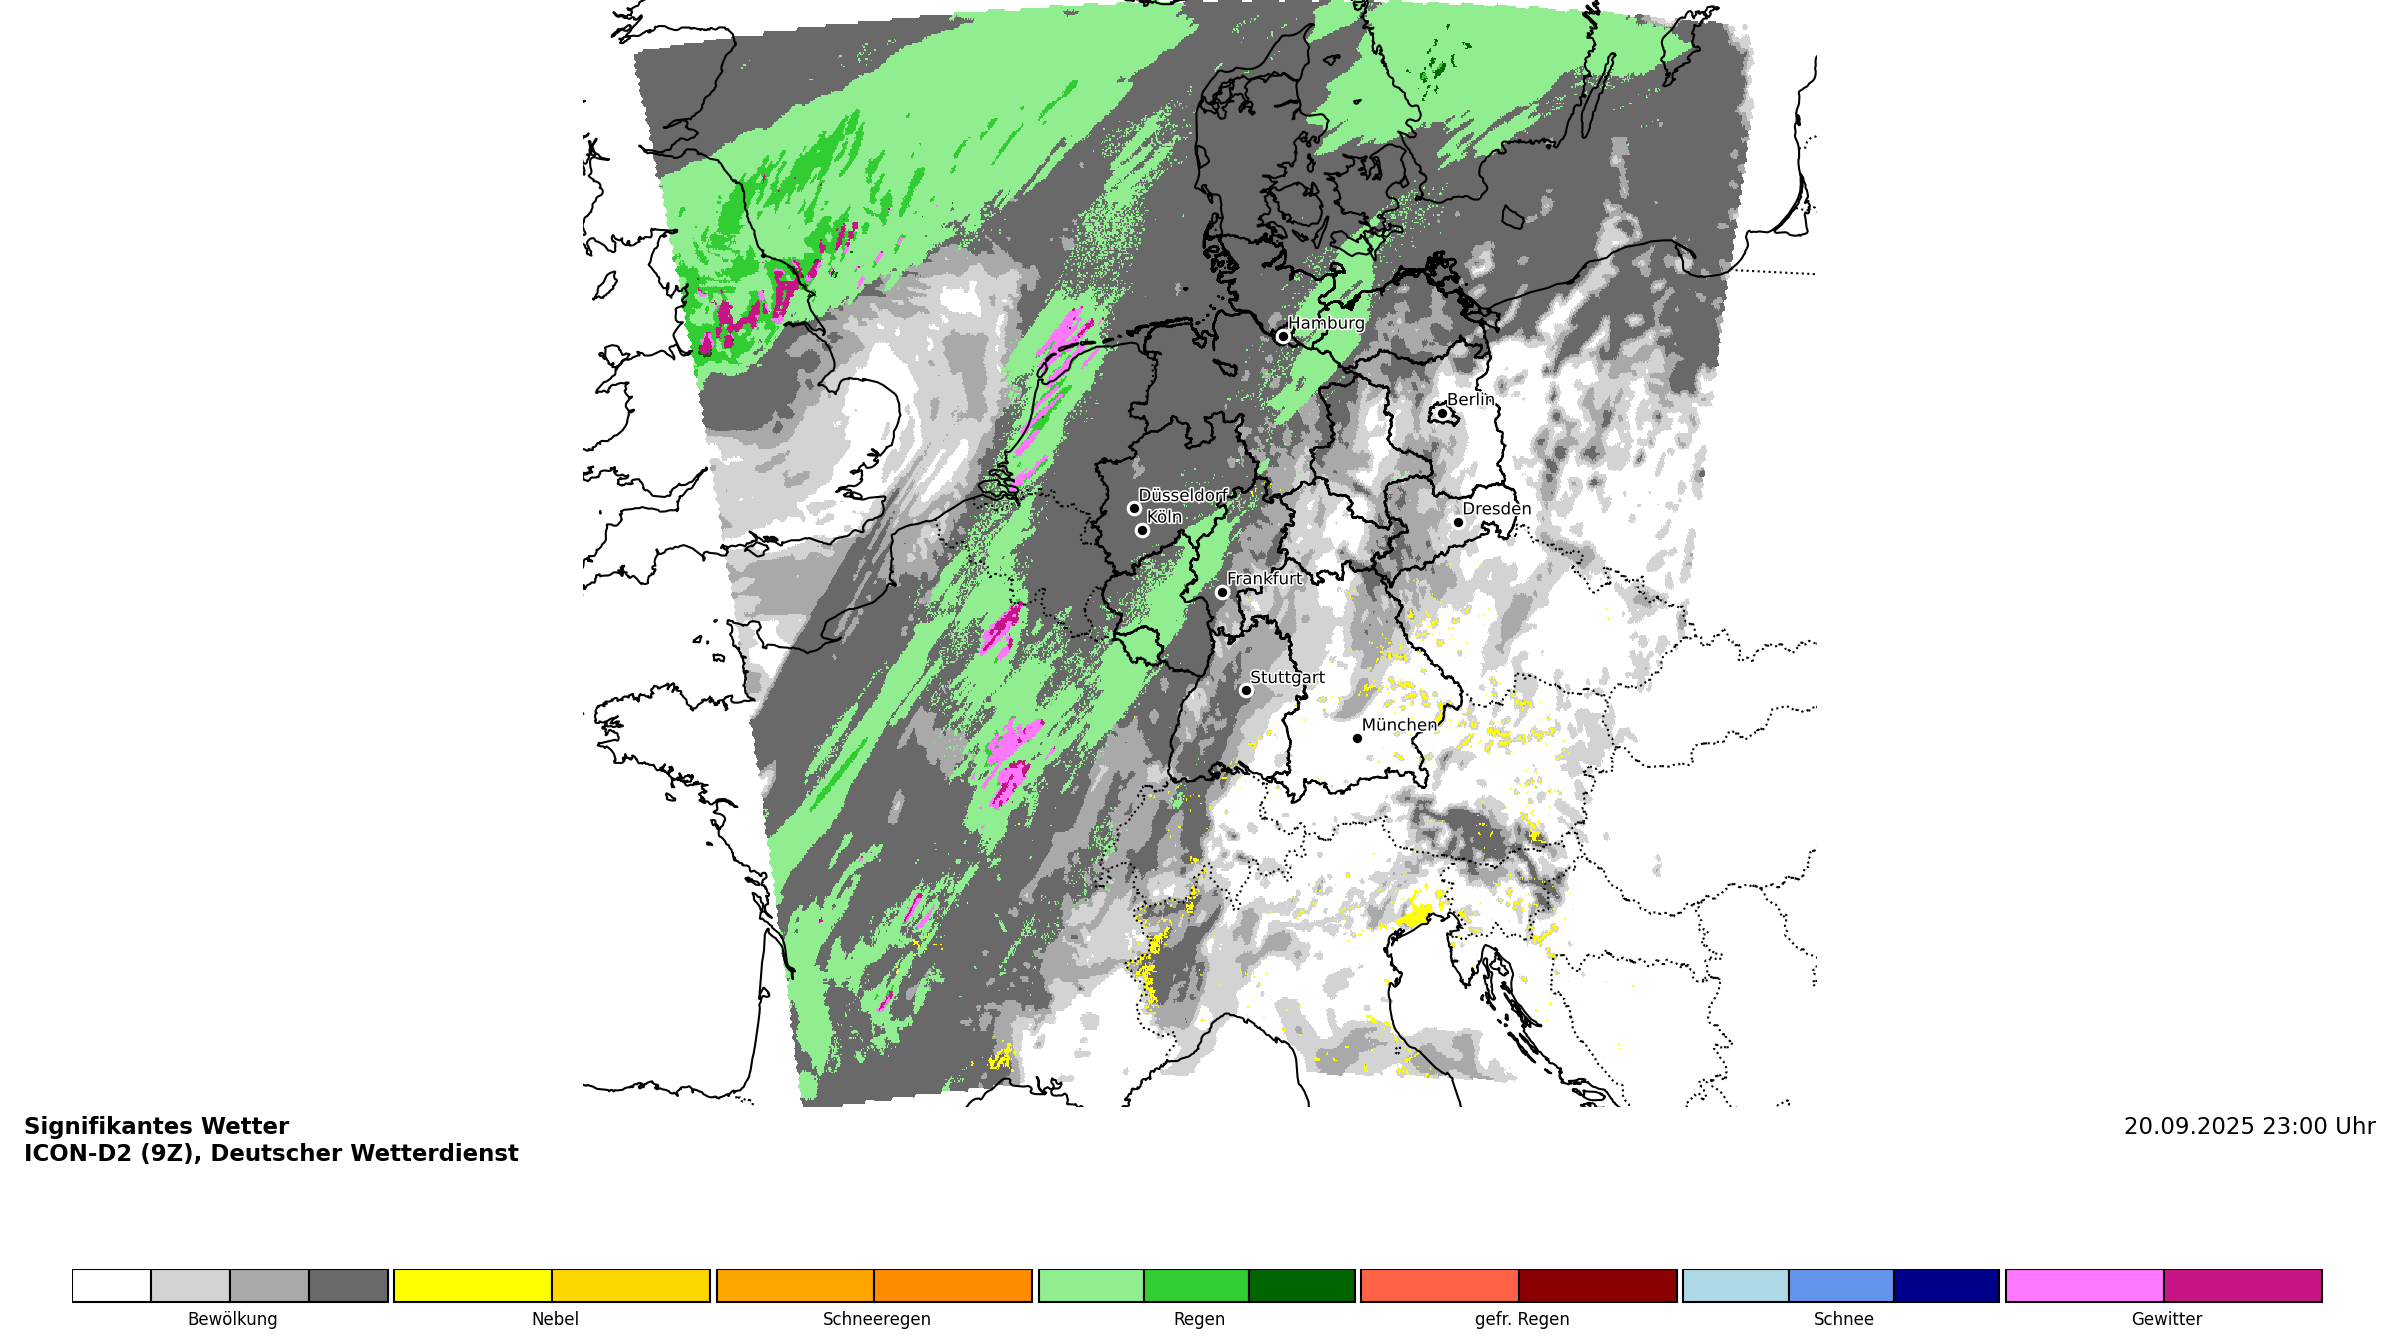 Hamburg
Berlin
Düsseldorf
Köln
Dresden
Frankfurt
Stuttgart
München
Signifikantes Wetter
20.09.2025 23:00 Uhr
ICON-D2 (9Z), Deutscher Wetterdienst
Bewölkung
Nebel
Schneeregen
Regen
gefr. Regen
Schnee
Gewitter